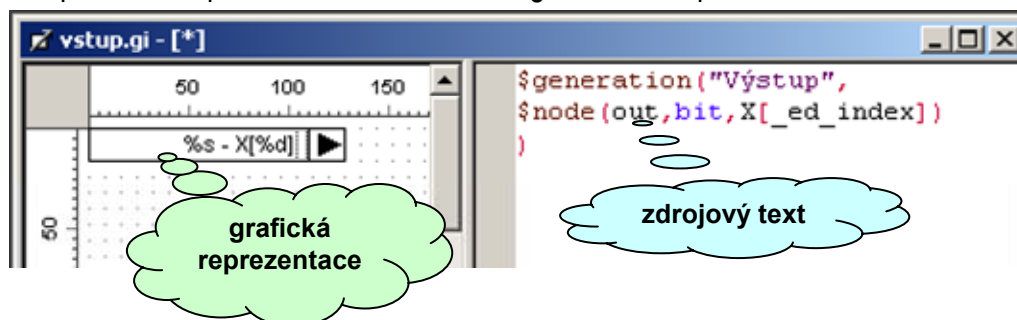 vstup.gi - [*]
50 100 150
50
%s - X[%d]
grafická
reprezentace
$generation("Výstup",
$node(out,bit,X[_ed_index])
)
zdrojový text